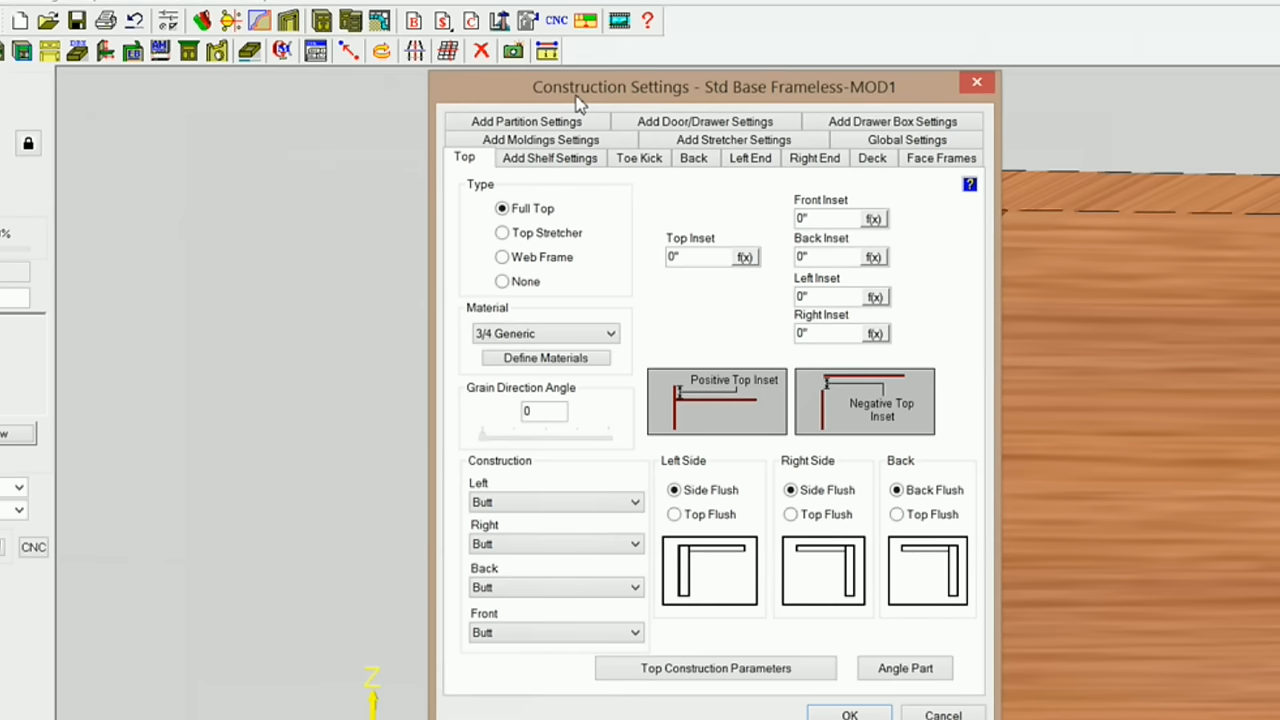 CNC
Construction Settings - Std Base Frameless-MOD1
Add Partition Settings
Add Door/Drawer Settings
Add Drawer Box Settings
Add Moldings Settings
Add Stretcher Settings
Global Settings
Top
Add Shelf Settings
Toe Kick
Back
Left End
Right End
Deck
Face Frames
Type
Full Top
Top Stretcher
Web Frame
None
Top Inset
0"
f(x)
Front Inset
0"
f(x)
Back Inset
0"
f(x)
Left Inset
0"
f(x)
Right Inset
0"
f(x)
Material
3/4 Generic
Define Materials
Grain Direction Angle
0
Positive Top Inset
Negative Top
Inset
Construction
Left
Butt
Right
Butt
Back
Butt
Front
Butt
Left Side
Side Flush
Top Flush
Right Side
Side Flush
Top Flush
Back
Back Flush
Top Flush
Top Construction Parameters
Angle Part
OK
Cancel
%
w
CNC
Z